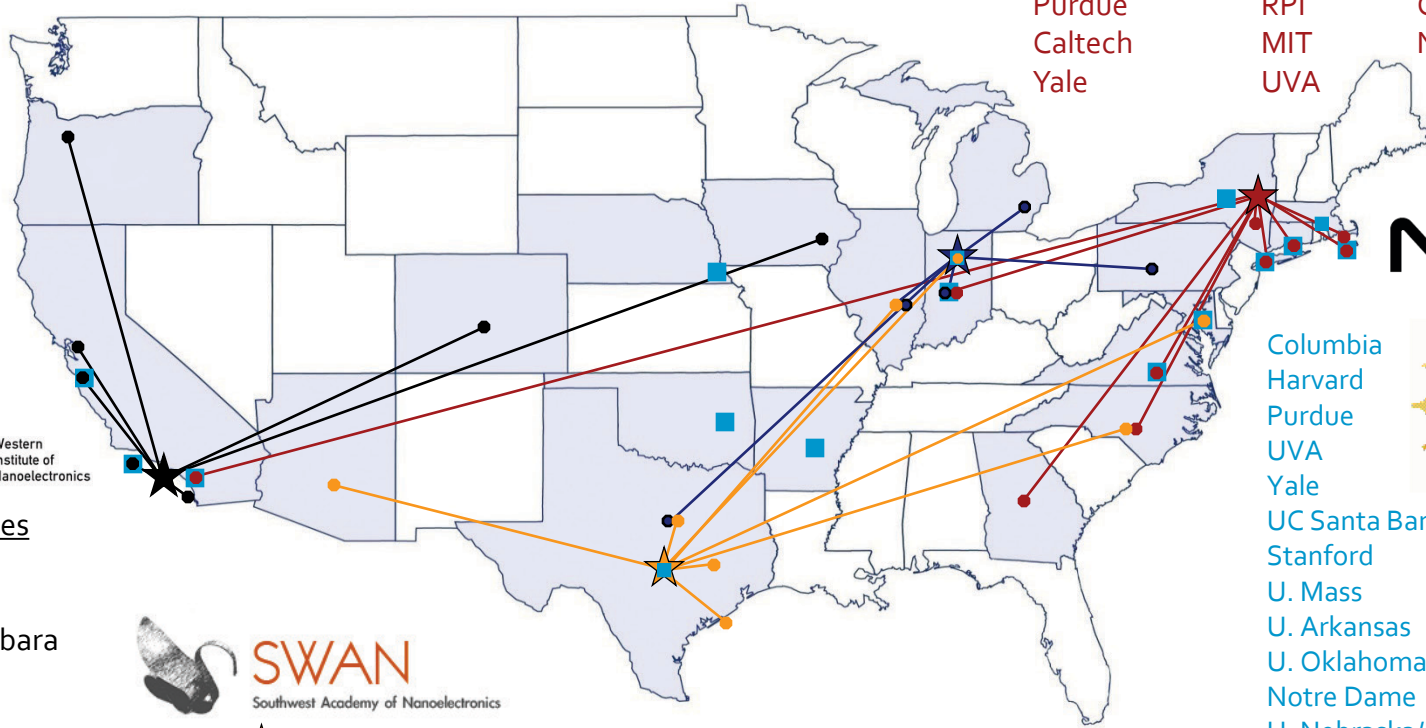 Purdue RPI
Caltech MIT
Yale UVA
Western
Institute of
Nanoelectronics
Columbia
Harvard
Purdue
UVA
Yale
UC Santa Bar
Stanford
U. Mass
U. Arkansas
U. Oklahoma
Notre Dame
bara
SWAN
Southwest Academy of Nanoelectronics